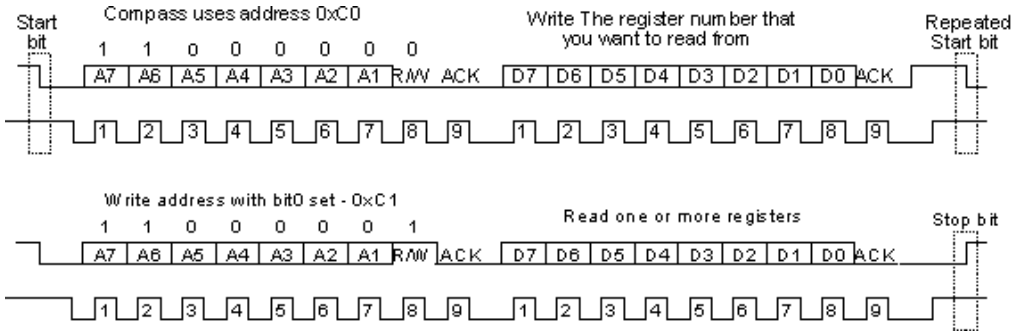 Start bit
Compass uses address 0xC0
Write The register number that you want to read from
Repeated Start bit
1 1 0 0 0 0 0 0
A7 A6 A5 A4 A3 A2 A1 R/W ACK D7 D6 D5 D4 D3 D2 D1 D0 ACK
1 2 3 4 5 6 7 8 9 1 2 3 4 5 6 7 8 9
Write address with bit0 set - 0xC1
Read one or more registers
Stop bit
1 1 0 0 0 0 0 1
A7 A6 A5 A4 A3 A2 A1 R/W ACK D7 D6 D5 D4 D3 D2 D1 D0 ACK
1 2 3 4 5 6 7 8 9 1 2 3 4 5 6 7 8 9